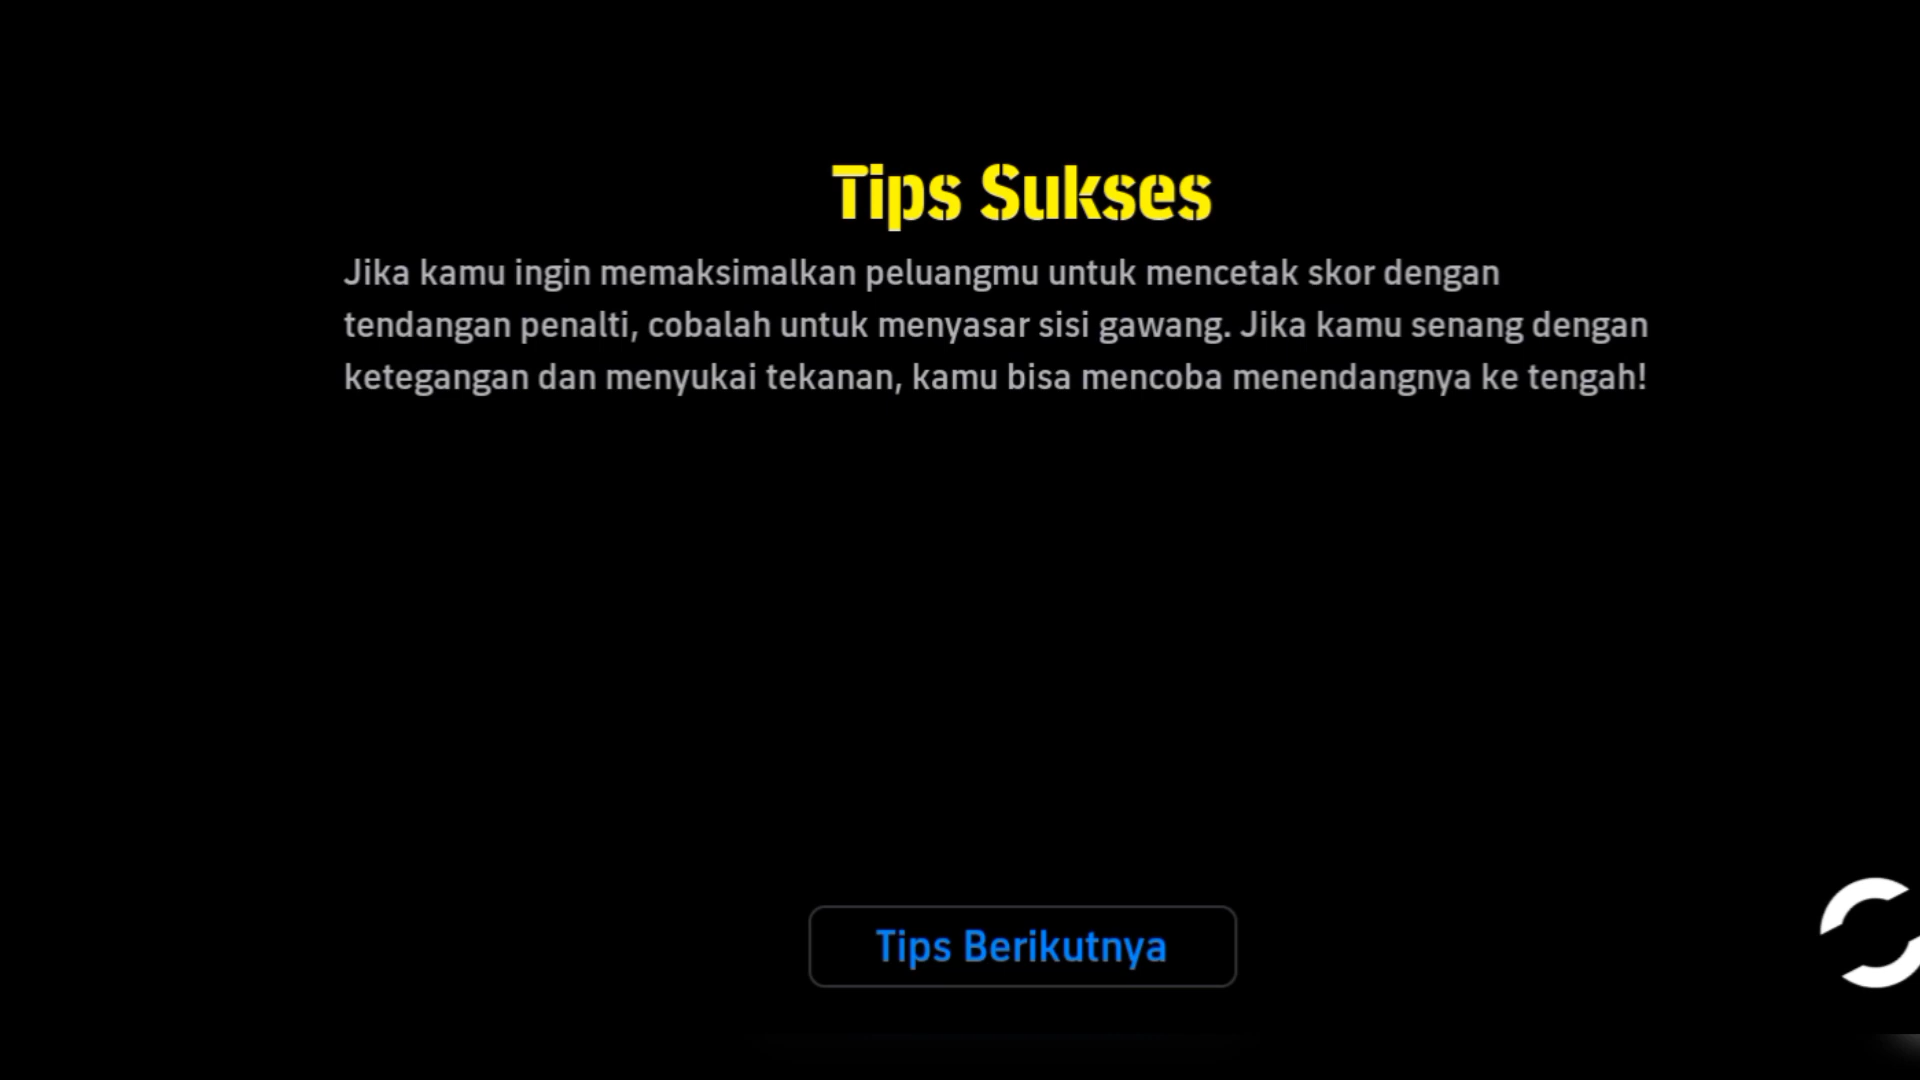 Tips Sukses
Jika kamu ingin memaksimalkan peluangmu untuk mencetak skor dengan
tendangan penalti, cobalah untuk menyasar sisi gawang. Jika kamu senang dengan
ketegangan dan menyukai tekanan, kamu bisa mencoba menendangnya ke tengah!
Tips Berikutnya